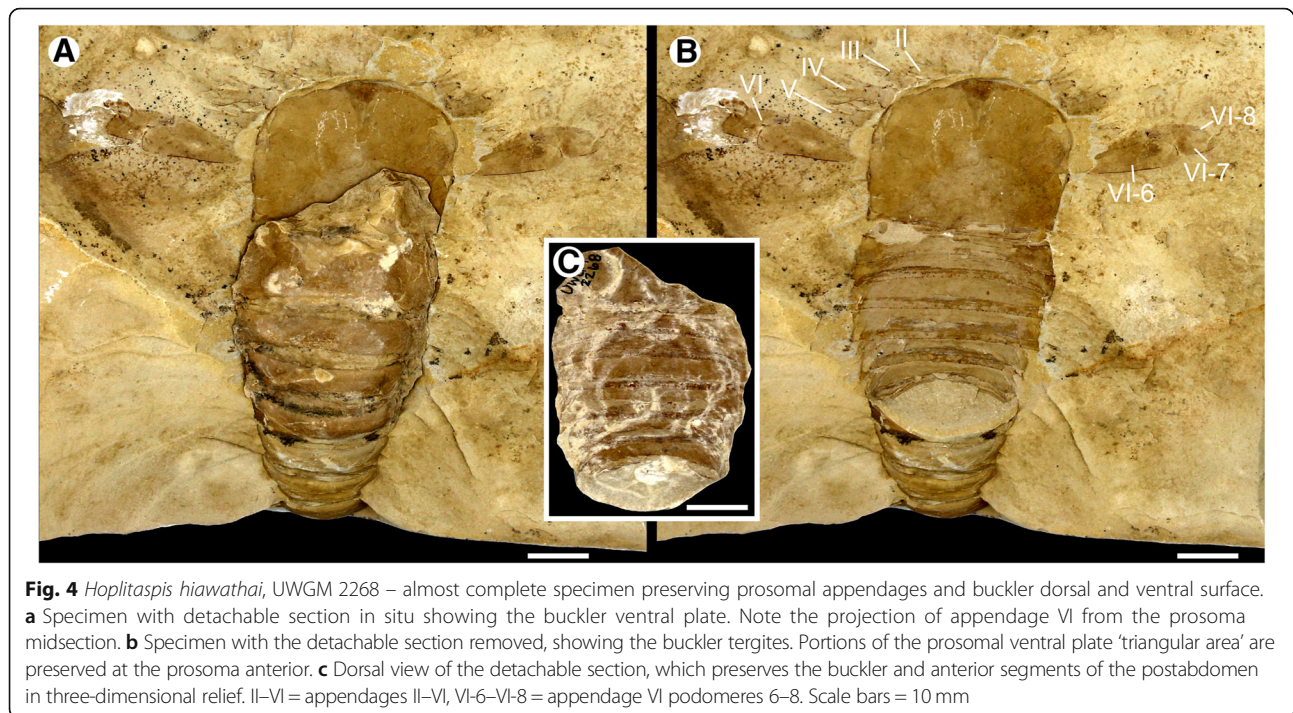 A
B
II
III
IV
V
VI
VI-8
VI-7
VI-6
C
UW
2268
Fig. 4 Hoplitaspis hiawathai, UWGM 2268 – almost complete specimen preserving prosomal appendages and buckler dorsal and ventral surface.
a Specimen with detachable section in situ showing the buckler ventral plate. Note the projection of appendage VI from the prosoma
midsection. b Specimen with the detachable section removed, showing the buckler tergites. Portions of the prosomal ventral plate ‘triangular area’ are
preserved at the prosoma anterior. c Dorsal view of the detachable section, which preserves the buckler and anterior segments of the postabdomen
in three-dimensional relief. II–VI = appendages II–VI, VI-6–VI-8 = appendage VI podomeres 6–8. Scale bars = 10 mm